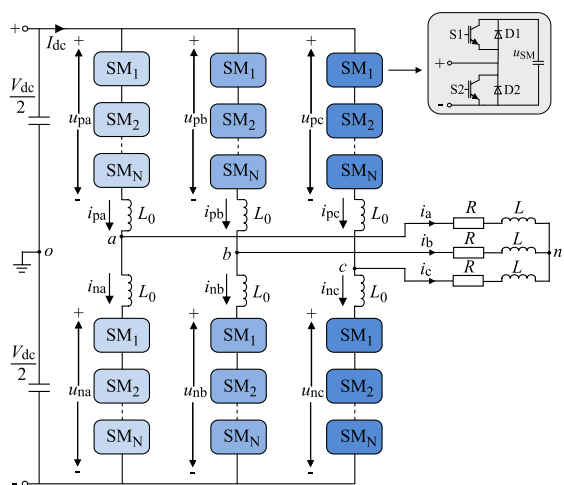 + I_dc + + + S1 D1
V_dc/2 SM_1 SM_1 SM_1 + u_SM
u_pa SM_2 u_pb SM_2 u_pc SM_2 S2 D2
- SM_N - SM_N - SM_N -
i_pa L_0 i_pb L_0 i_pc L_0
i_a R L
a
o b i_b R L n
c i_c R L
i_na L_0 i_nb L_0 i_nc L_0
+ SM_1 + SM_1 + SM_1
V_dc/2 u_na SM_2 u_nb SM_2 u_nc SM_2
- SM_N - SM_N - SM_N
-